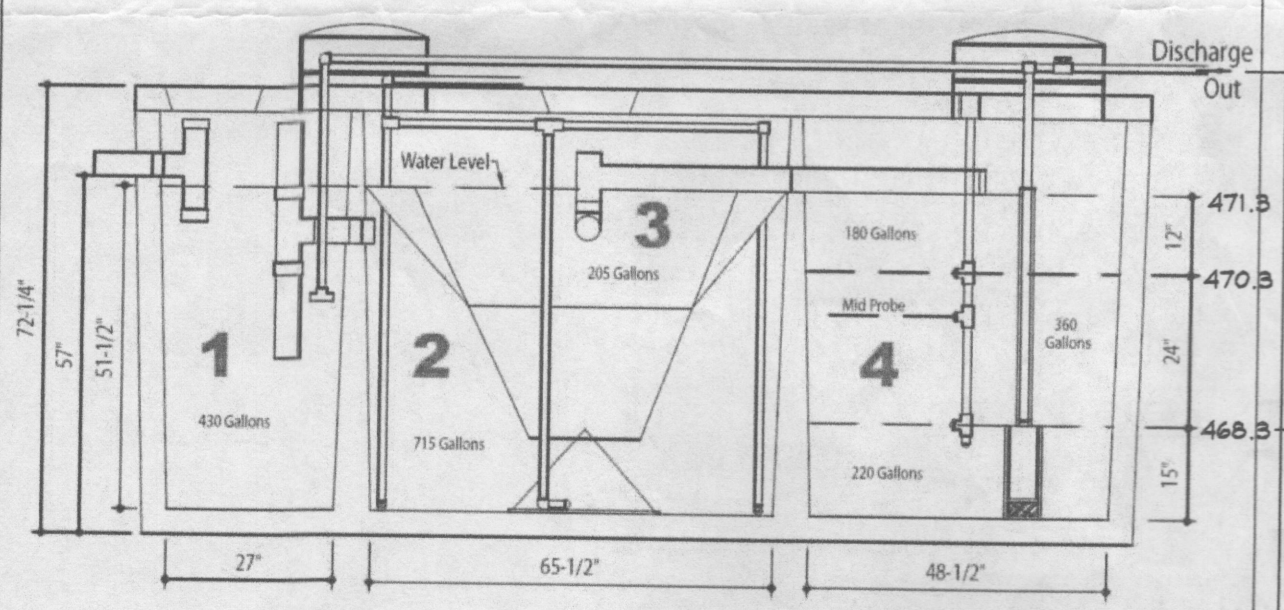 Discharge
Out
Water Level
471.3
3
12"
180 Gallons
205 Gallons
470.3
Mid Probe
72-1/4"
57"
51-1/2"
1
2
360
Gallons
4
24"
430 Gallons
715 Gallons
468.3
220 Gallons
15"
27"
65-1/2"
48-1/2"